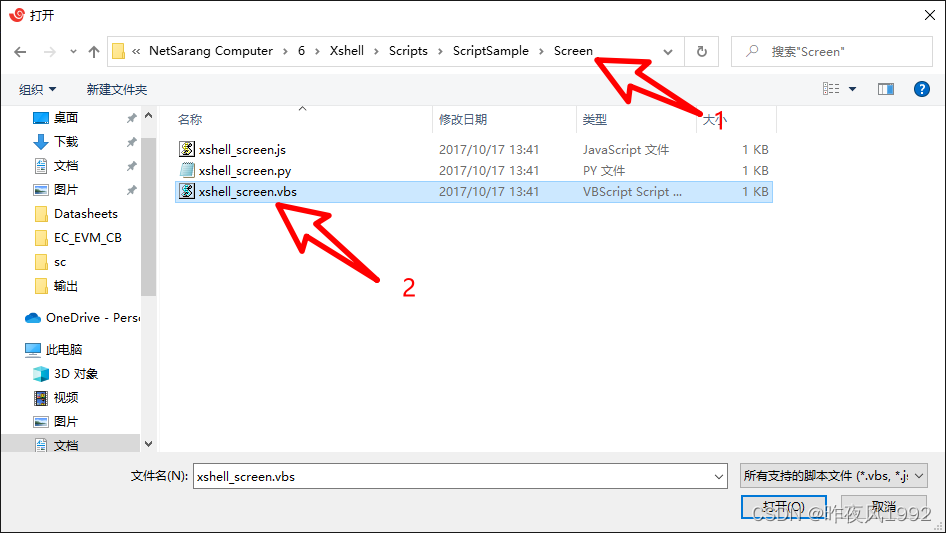 打开
« NetSarang Computer › 6 › Xshell › Scripts › ScriptSample › Screen
搜索"Screen"
组织 新建文件夹
名称 修改日期 类型 大小
1
xshell_screen.js 2017/10/17 13:41 JavaScript 文件 1 KB
xshell_screen.py 2017/10/17 13:41 PY 文件 1 KB
xshell_screen.vbs 2017/10/17 13:41 VBScript Script ... 1 KB
2
桌面
下载
文档
图片
Datasheets
EC_EVM_CB
sc
输出
OneDrive - Perso
此电脑
3D 对象
视频
图片
文档
文件名(N): xshell_screen.vbs 所有支持的脚本文件 (*.vbs, *.js
打开(O) 取消
CSDN @昨夜风1992